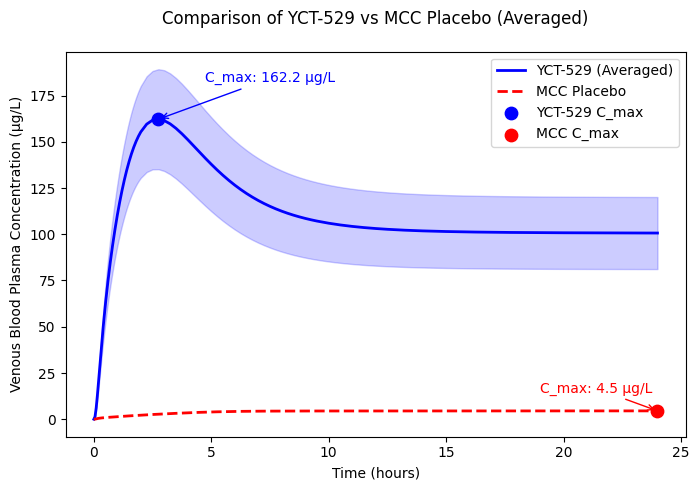 Comparison of YCT-529 vs MCC Placebo (Averaged)
Venous Blood Plasma Concentration (µg/L)
175
150
125
100
75
50
25
0
C_max: 162.2 µg/L
YCT-529 (Averaged)
MCC Placebo
YCT-529 C_max
MCC C_max
C_max: 4.5 µg/L
0
5
10
15
20
25
Time (hours)